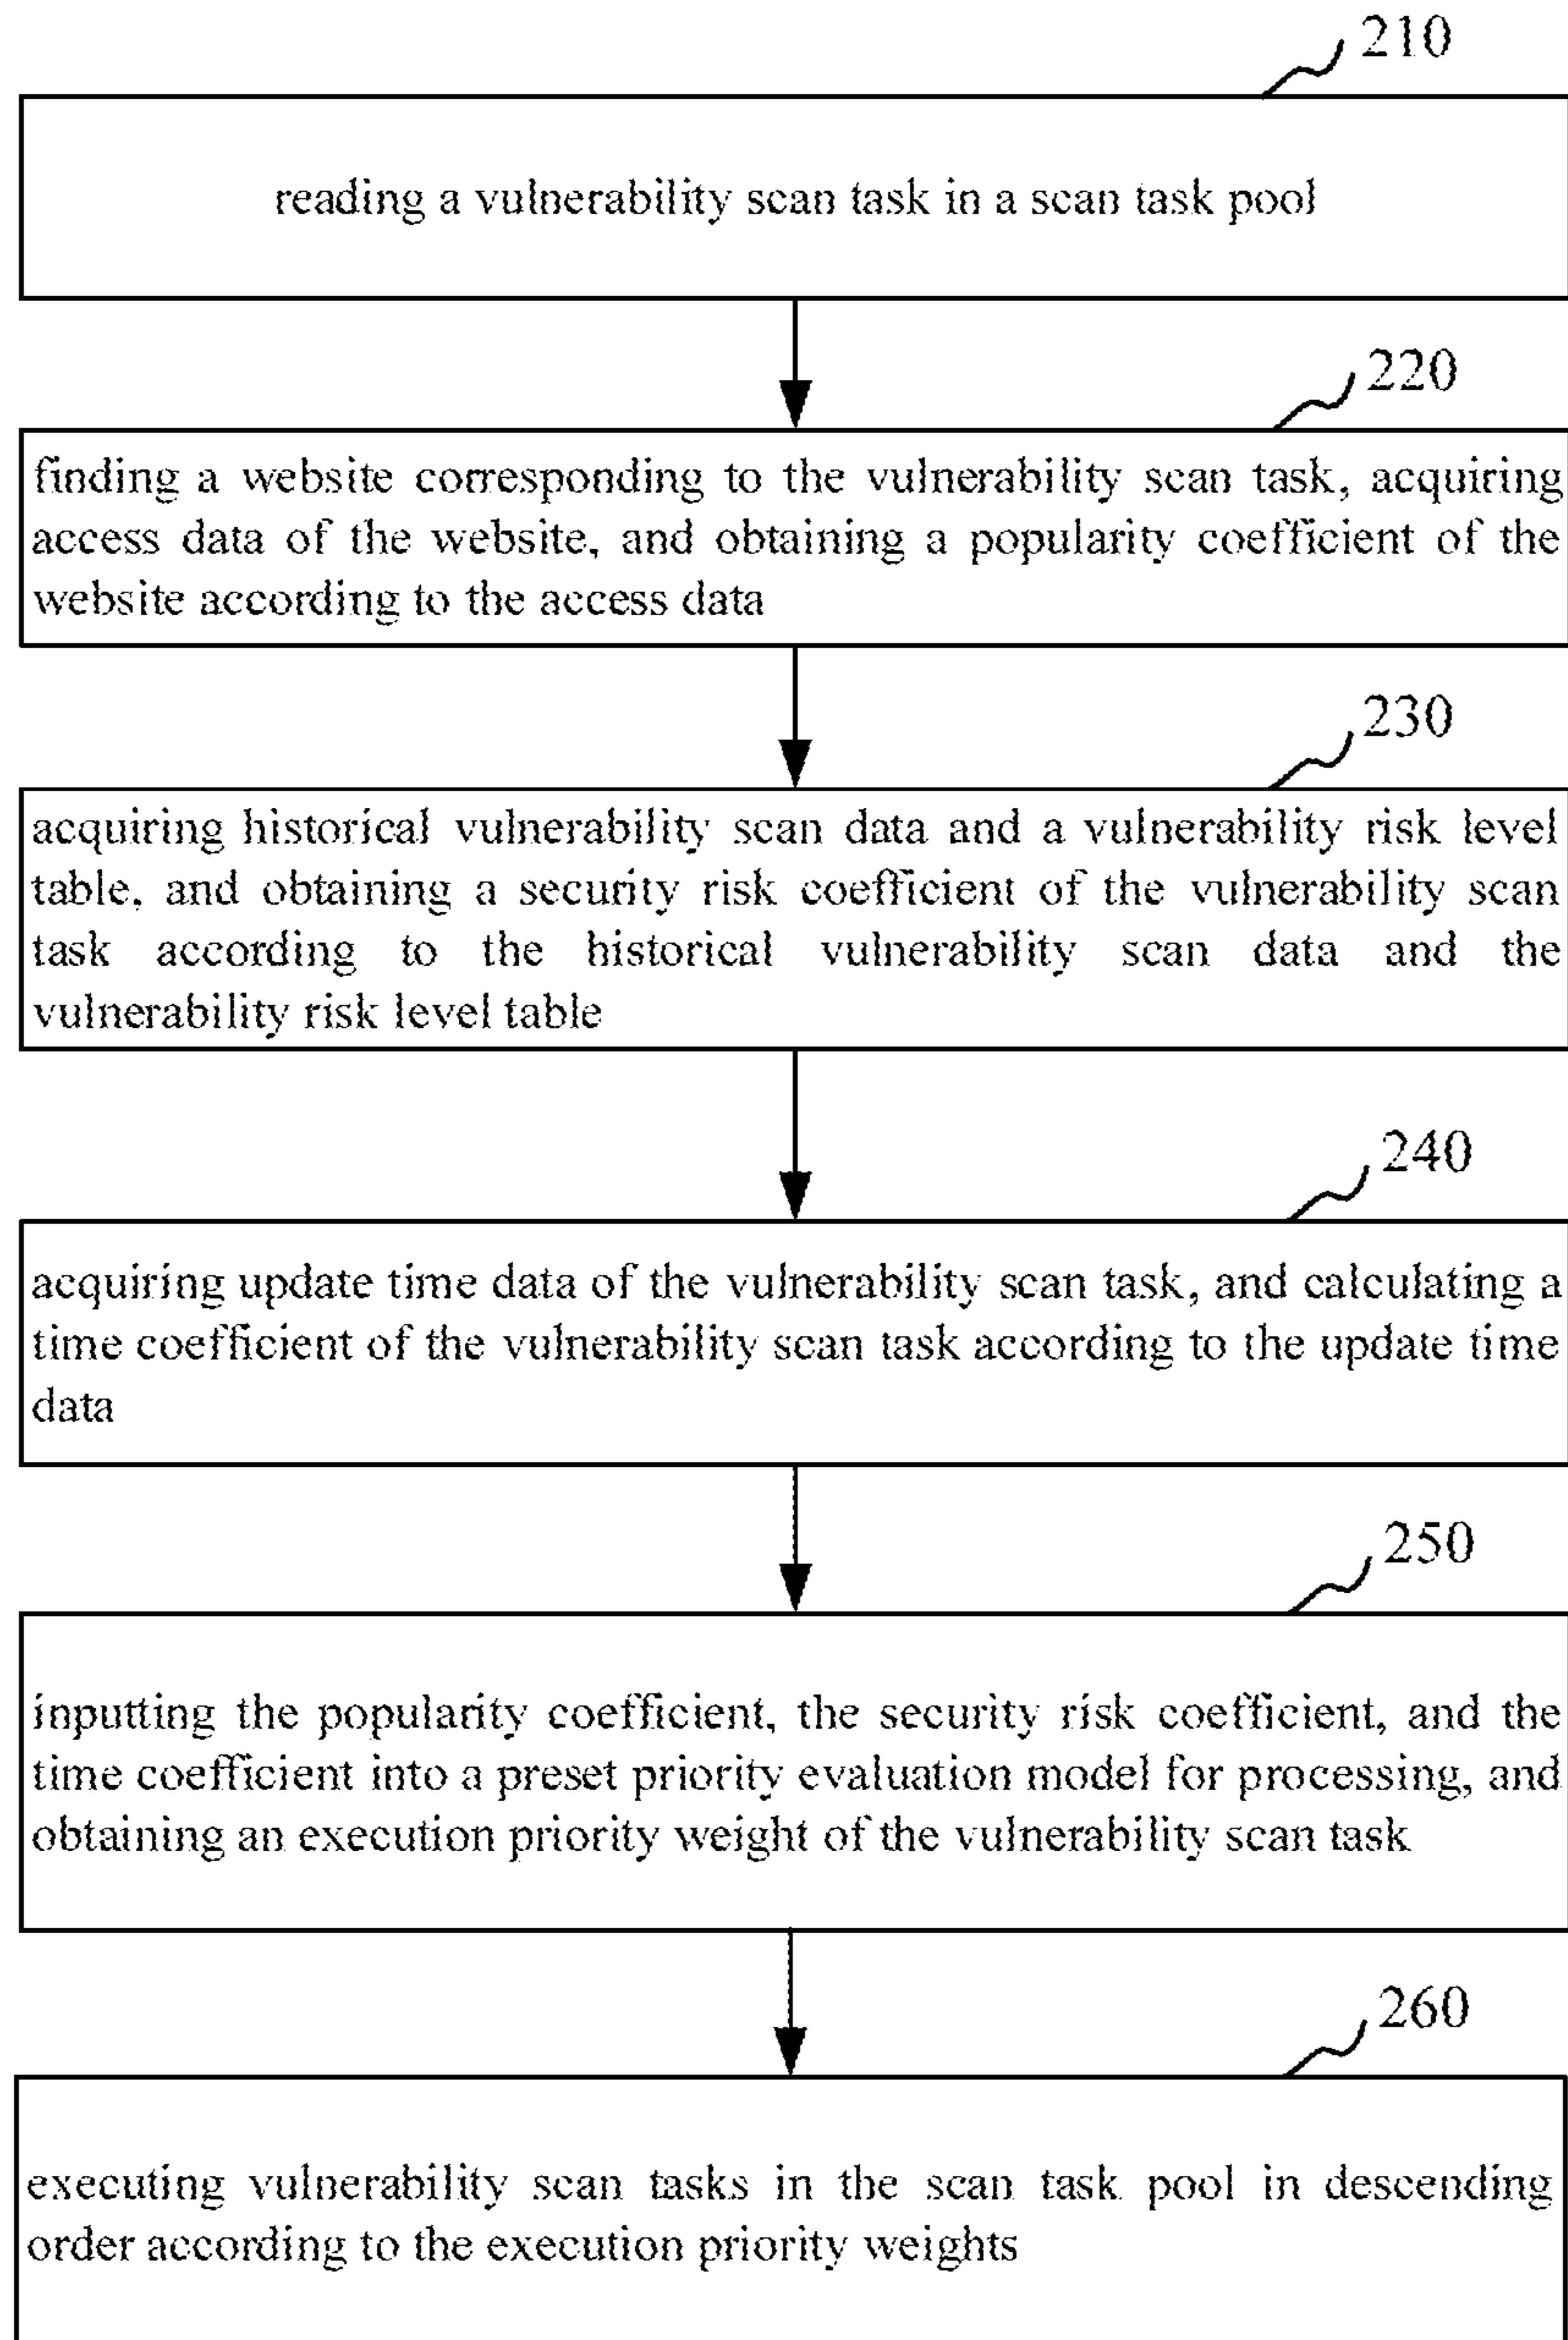 210
reading a vulnerability scan task in a scan task pool
220
finding a website corresponding to the vulnerability scan task, acquiring
access data of the website, and obtaining a popularity coefficient of the
website according to the access data
230
acquiring historical vulnerability scan data and a vulnerability risk level
table, and obtaining a security risk coefficient of the vulnerability scan
task according to the historical vulnerability scan data and the
vulnerability risk level table
240
acquiring update time data of the vulnerability scan task, and calculating a
time coefficient of the vulnerability scan task according to the update time
data
250
inputting the popularity coefficient, the security risk coefficient, and the
time coefficient into a preset priority evaluation model for processing, and
obtaining an execution priority weight of the vulnerability scan task
260
executing vulnerability scan tasks in the scan task pool in descending
order according to the execution priority weights